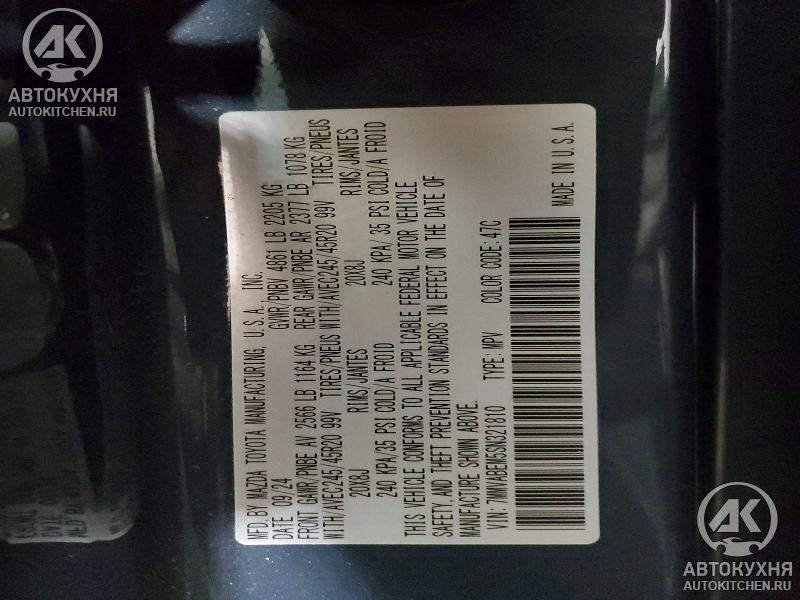 АК
АВТОКУХНЯ
AUTOKITCHEN.RU
MFD.BY MAZDA TOYOTA MANUFACTURING, U.S.A., INC.
DATE 09/24 GVWR/PNBV 4861 LB 2205 KG
FRONT GAWR/PNBE AV 2566 LB 1164 KG REAR GAWR/PNBE AR 2377 LB 1078 KG
WITH/AVEC245/45R20 99V TIRES/PNEUS WITH/AVEC245/45R20 99V TIRES/PNEUS
20X8J RIMS/JANTES 20X8J RIMS/JANTES
240 KPA/35 PSI COLD/A FROID 240 KPA/ 35 PSI COLD/A FROID
THIS VEHICLE CONFORMS TO ALL APPLICABLE FEDERAL MOTOR VEHICLE
SAFETY,AND THEFT PREVENTION STANDARDS IN EFFECT ON THE DATE OF
MANUFACTURE SHOWN ABOVE.
VIN: 7MMVABEM5SN321810 TYPE: MPV COLOR CODE: 47C
MADE IN U.S.A.
АК
АВТОКУХНЯ
AUTOKITCHEN.RU